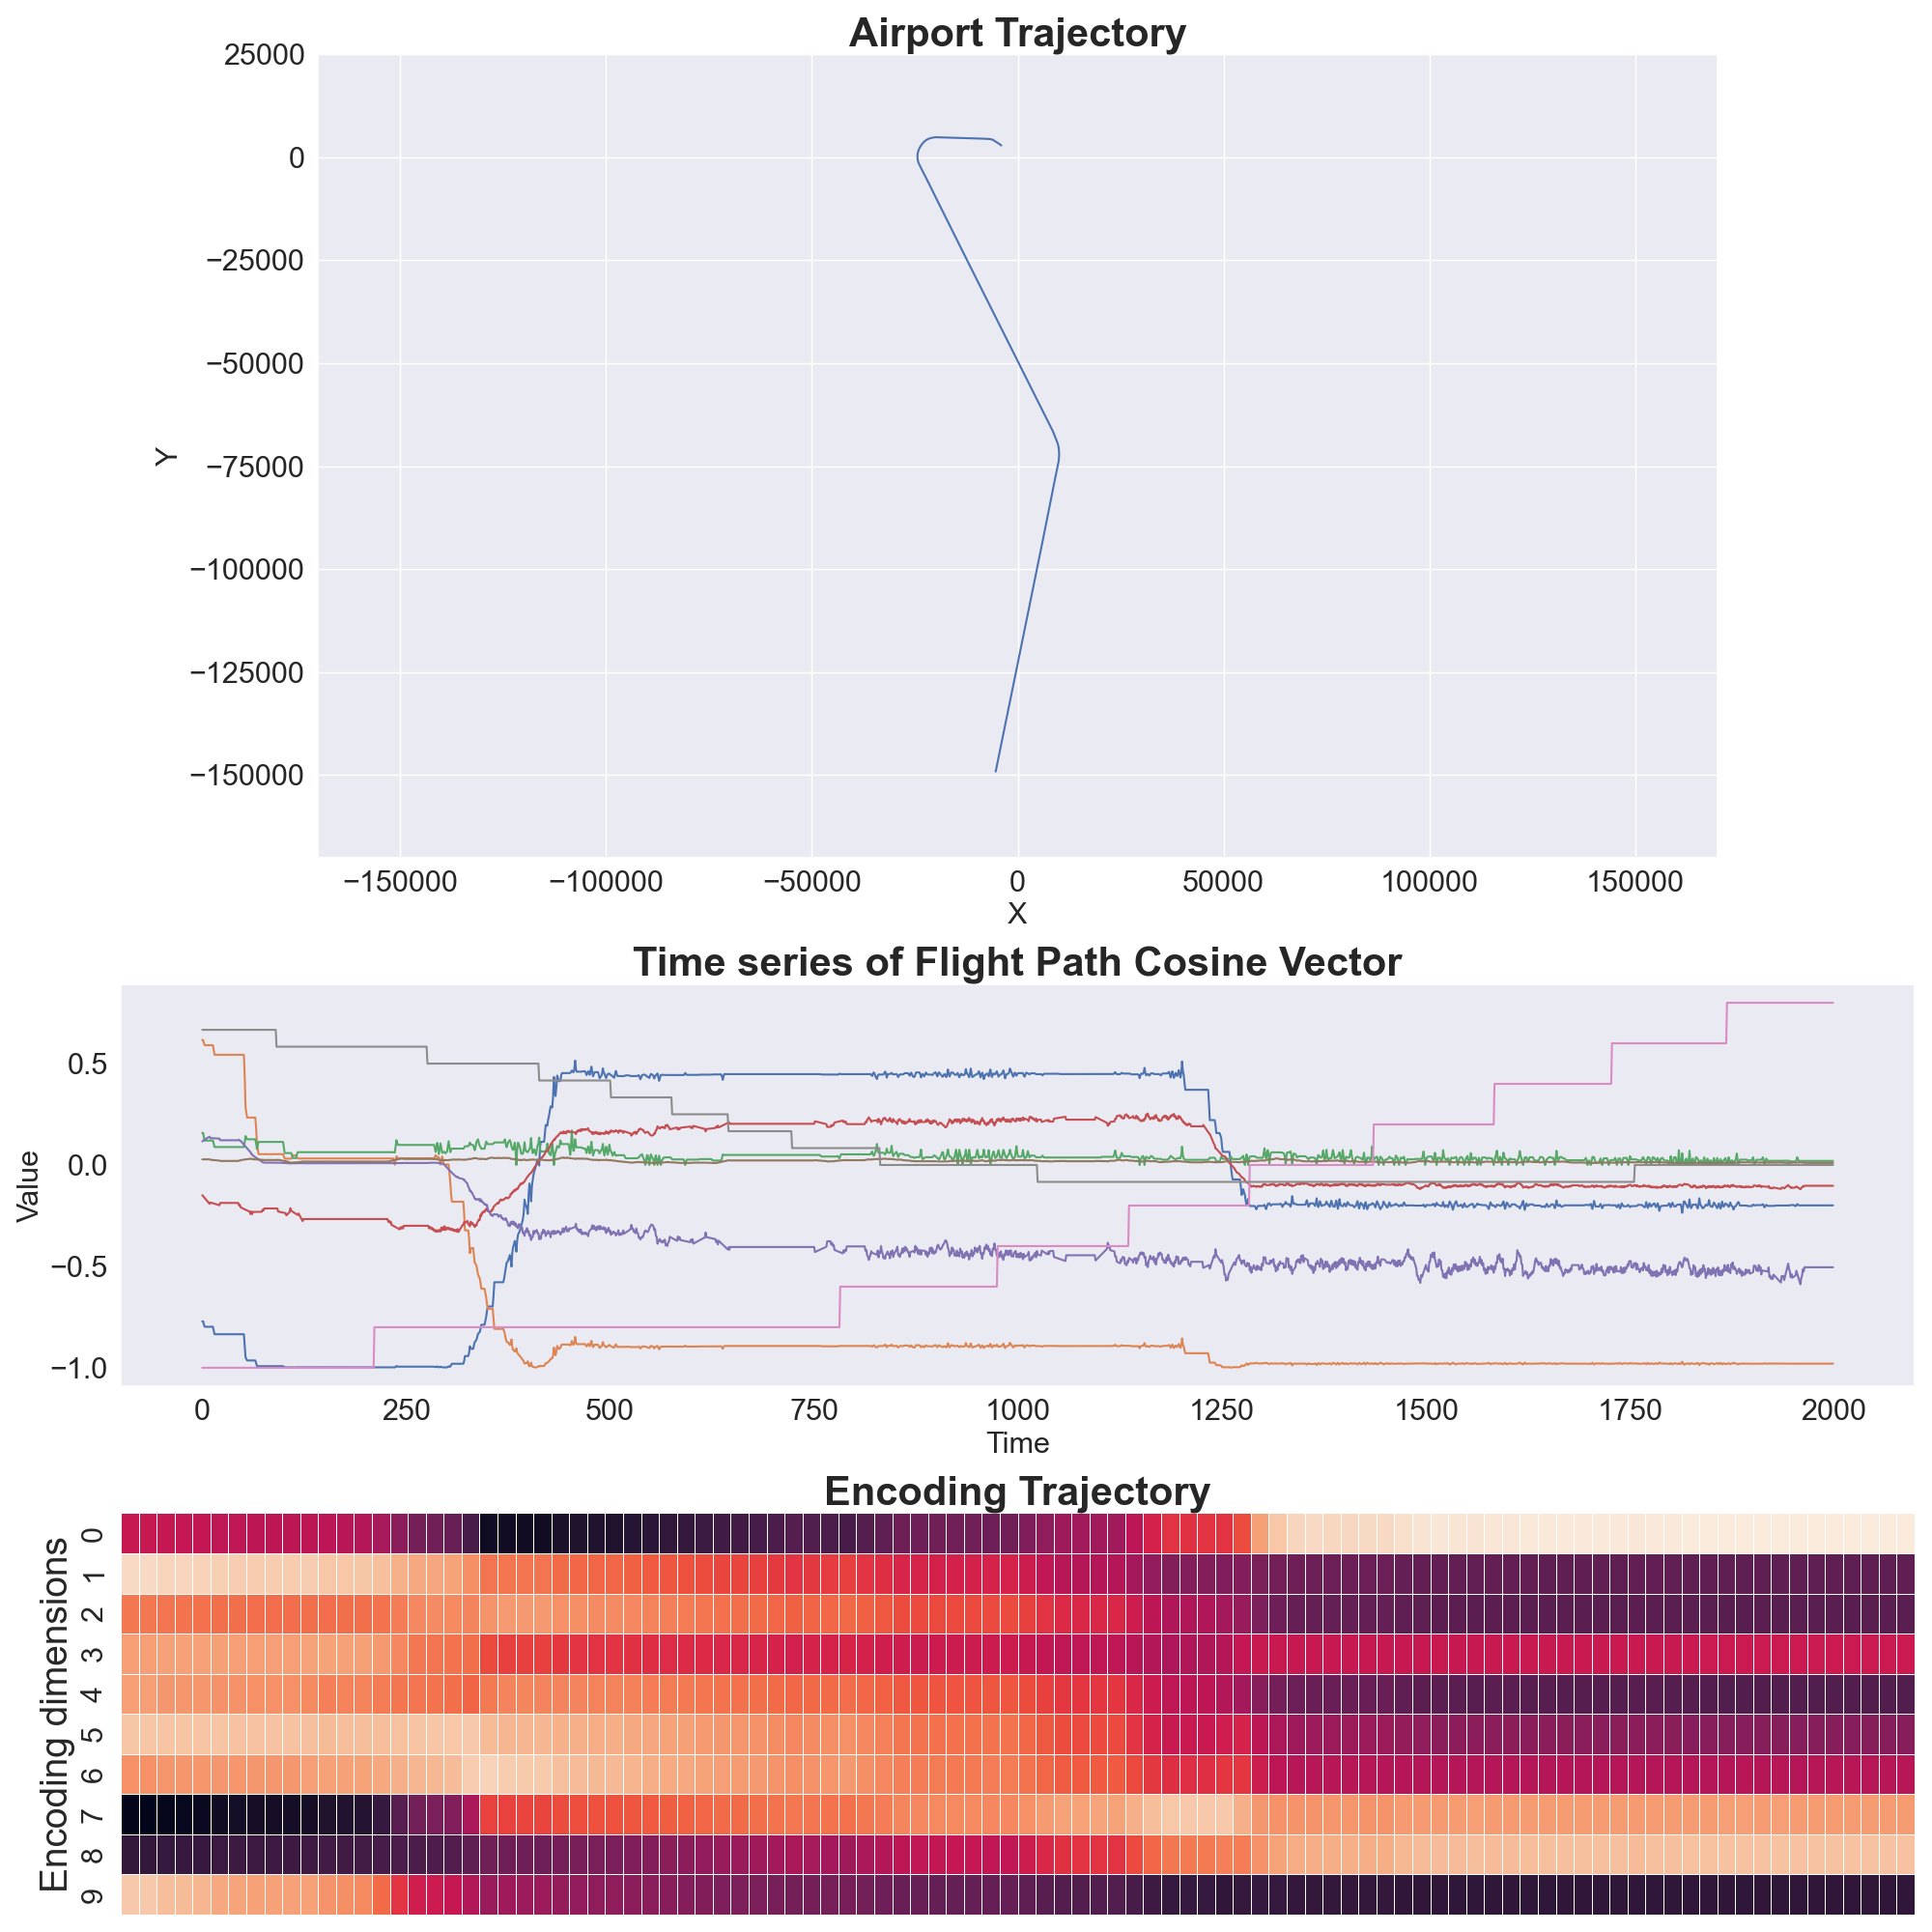 Airport Trajectory
25000
0
−25000
−50000
−75000
−100000
−125000
−150000
Y
−150000 −100000 −50000 0 50000 100000 150000
X
Time series of Flight Path Cosine Vector
0.5
0.0
−0.5
−1.0
Value
0 250 500 750 1000 1250 1500 1750 2000
Time
Encoding Trajectory
Encoding dimensions
0
1
2
3
4
5
6
7
8
9